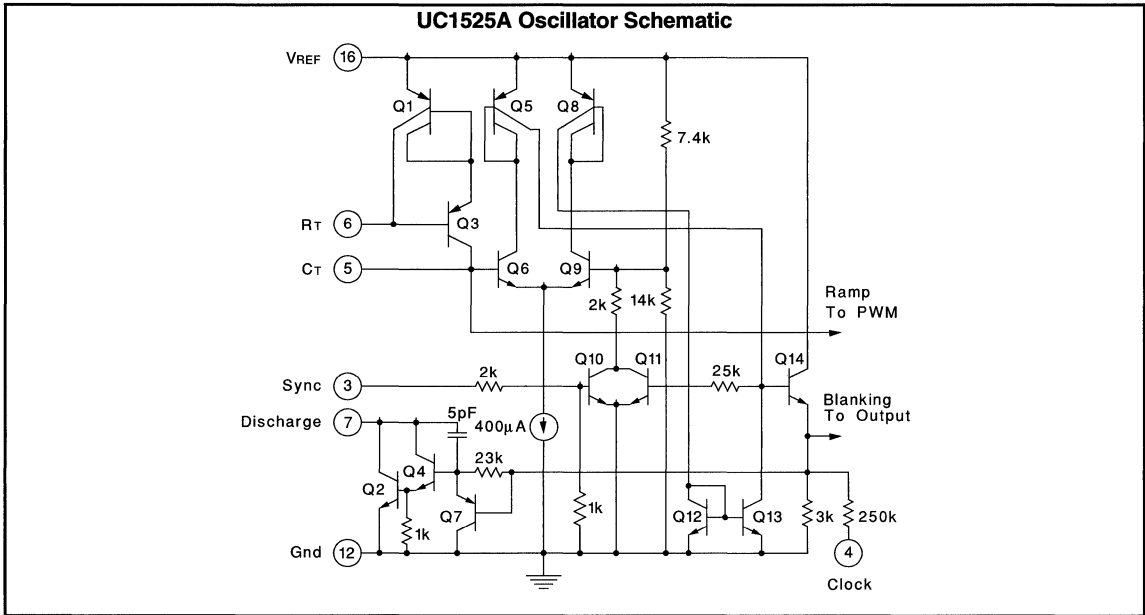 UC1525A Oscillator Schematic
VREF 16
Q1
Q5
Q8
7.4k
RT 6
Q3
CT 5
Q6
Q9
2k
14k
Ramp
To PWM
Q10
Q11
Q14
Sync 3
2k
25k
Blanking
To Output
Discharge 7
5pF
400µA
23k
Q4
Q2
1k
Q7
1k
Q12
Q13
3k
250k
Gnd 12
4
Clock